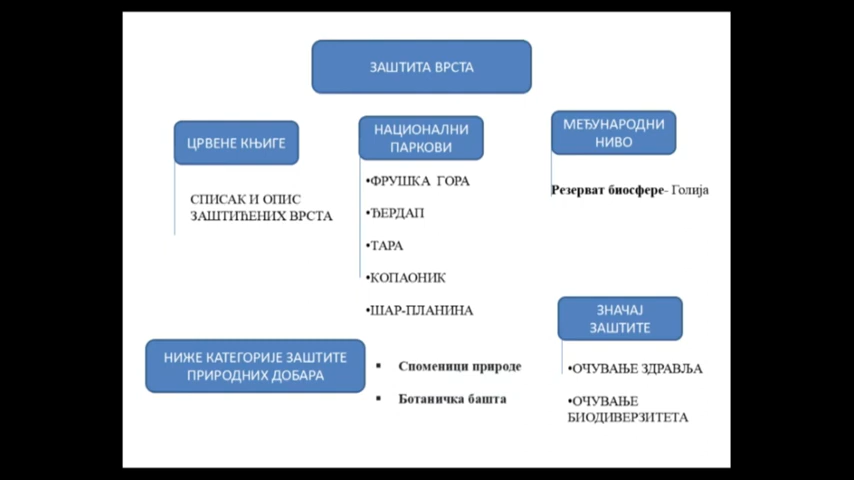 ЗАШТИТА ВРСТА
ЦРВЕНЕ КЊИГЕ
СПИСАК И ОПИС
ЗАШТИЋЕНИХ ВРСТА
НАЦИОНАЛНИ
ПАРКОВИ
•ФРУШКА ГОРА
•ЂЕРДАП
•ТАРА
•КОПАОНИК
•ШАР-ПЛАНИНА
МЕЂУНАРОДНИ
НИВО
Резерват биосфере- Голија
НИЖЕ КАТЕГОРИЈЕ ЗАШТИТЕ
ПРИРОДНИХ ДОБАРА
▪ Споменици природе
▪ Ботаничка башта
ЗНАЧАЈ
ЗАШТИТЕ
•ОЧУВАЊЕ ЗДРАВЉА
•ОЧУВАЊЕ
БИОДИВЕРЗИТЕТА